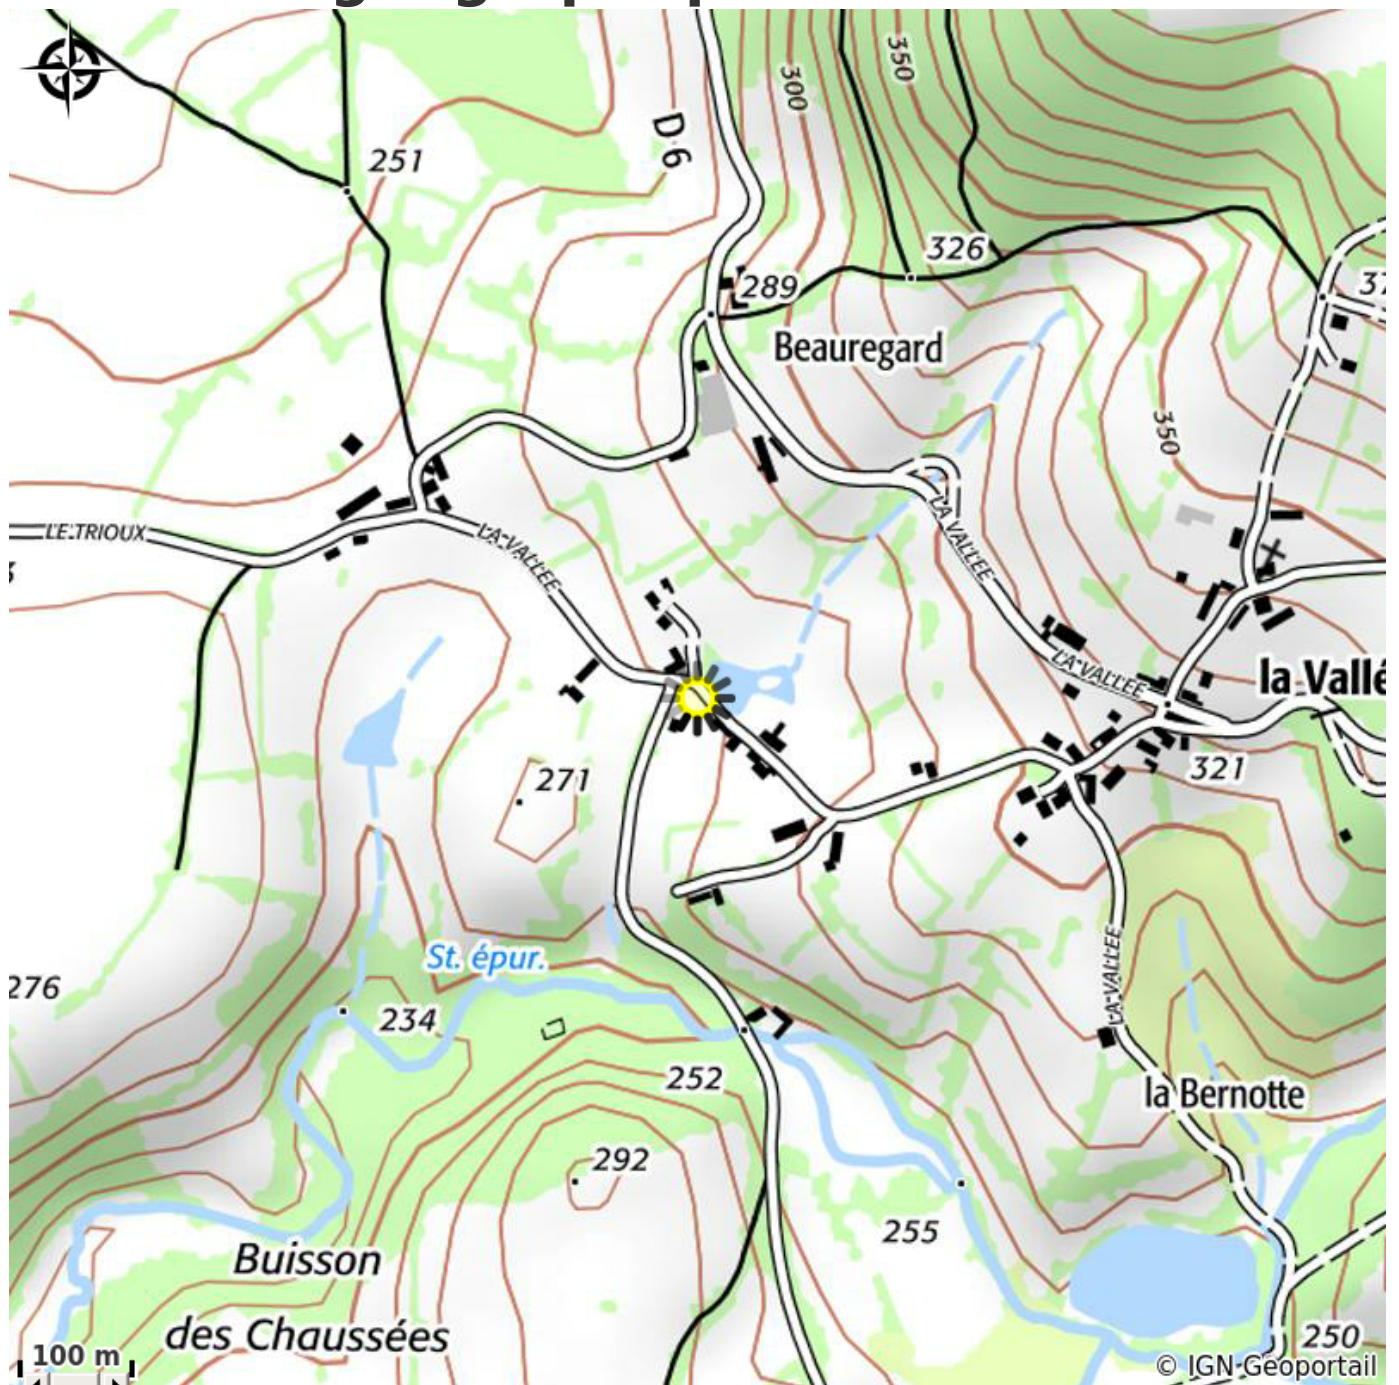 350
300
D 6
251
326
289
37
Beauregard
350
LE TRIOUX
LA VALLEE
LA VALLEE
LA VALLEE
la Vallé
321
271
St. épur.
276
234
LA VALLEE
252
la Bernotte
292
255
Buisson
des Chaussées
250
100 m
© IGN Geoportail